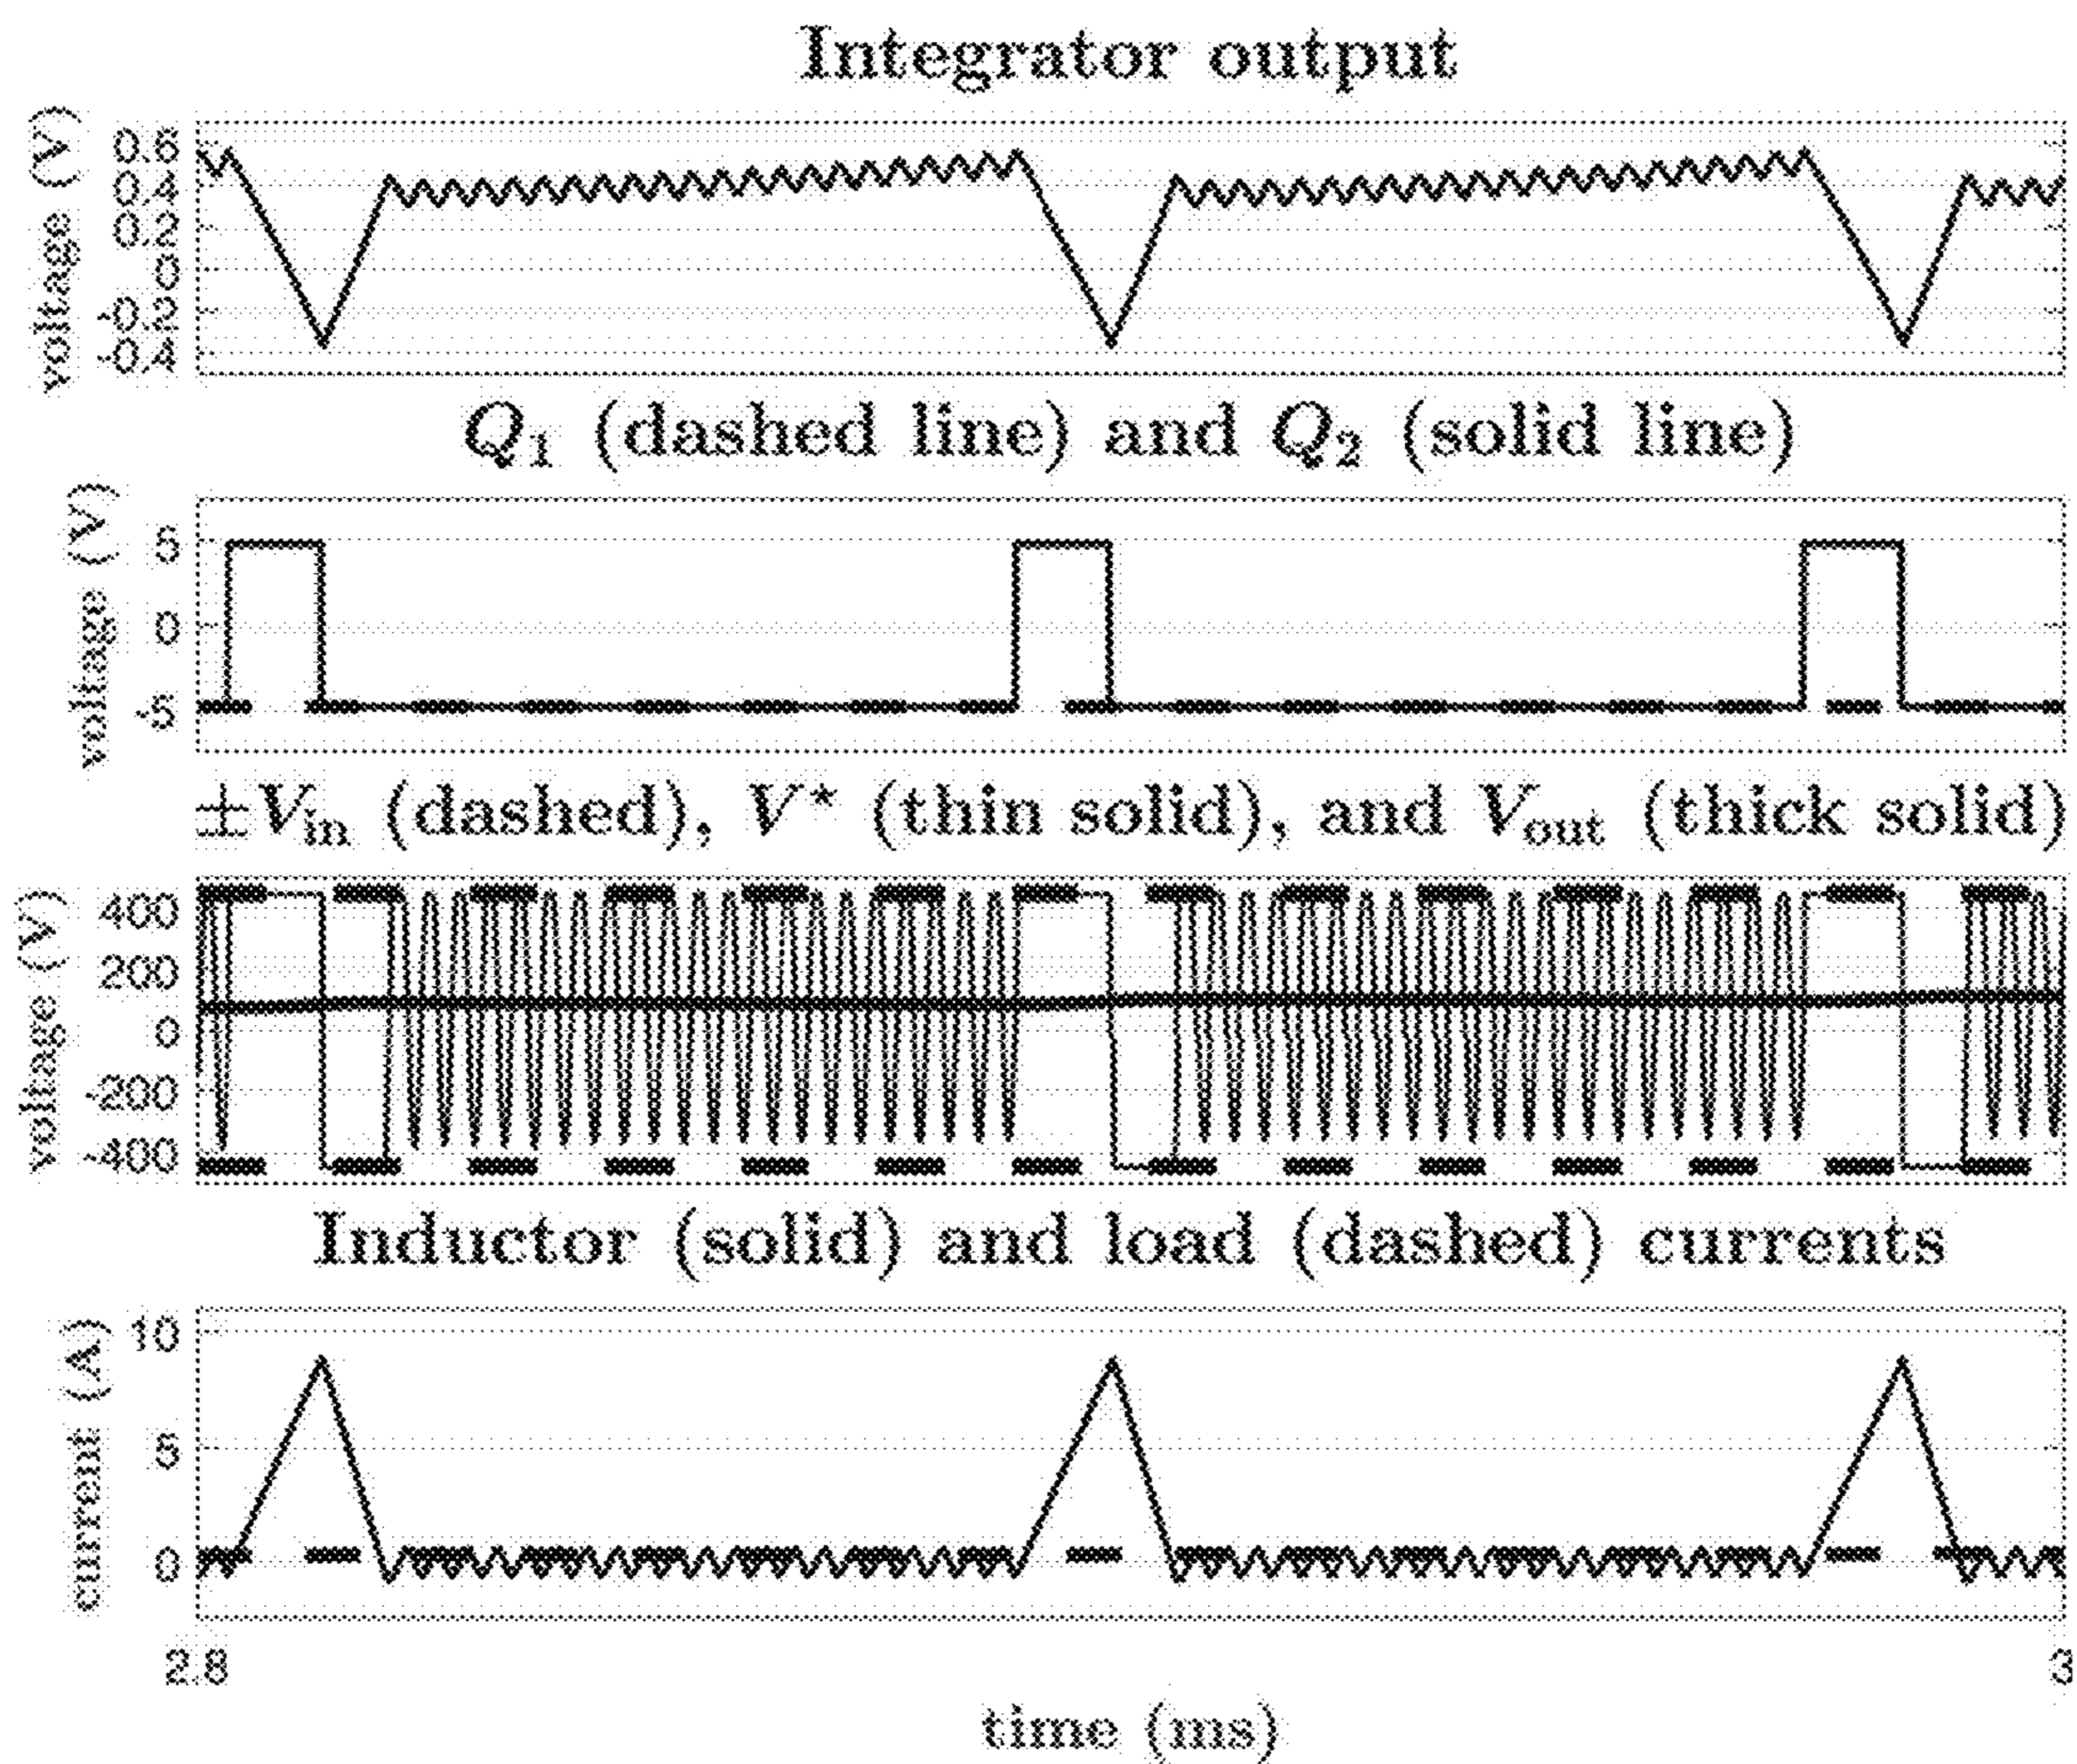 Integrator output
voltage (V)
0.6
0.4
0.2
0
-0.2
-0.4
Q₁ (dashed line) and Q₂ (solid line)
voltage (V)
5
0
-5
±V_in (dashed), V* (thin solid), and V_out (thick solid)
voltage (V)
400
200
0
-200
-400
Inductor (solid) and load (dashed) currents
current (A)
10
5
0
2.8
3
time (ms)